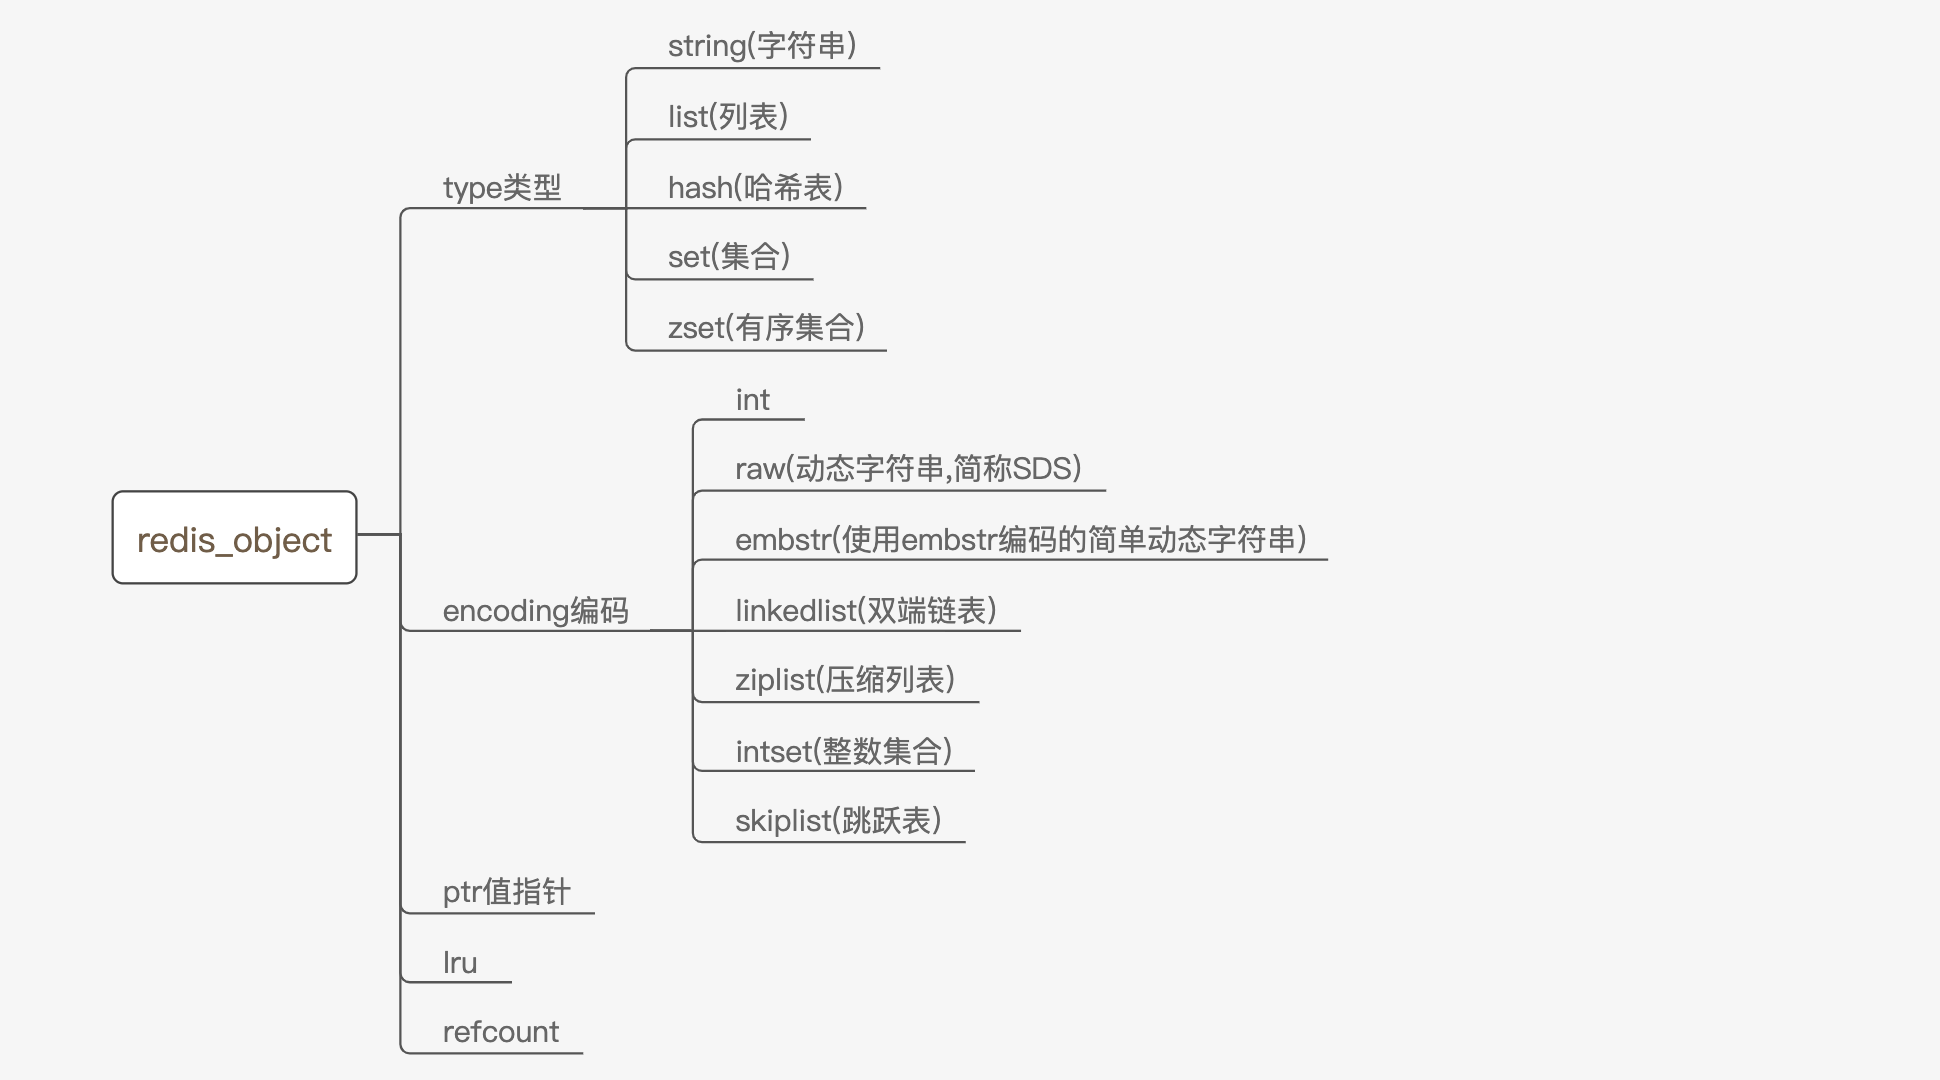 redis_object
type类型
string(字符串)
list(列表)
hash(哈希表)
set(集合)
zset(有序集合)
encoding编码
int
raw(动态字符串,简称SDS)
embstr(使用embstr编码的简单动态字符串)
linkedlist(双端链表)
ziplist(压缩列表)
intset(整数集合)
skiplist(跳跃表)
ptr值指针
lru
refcount